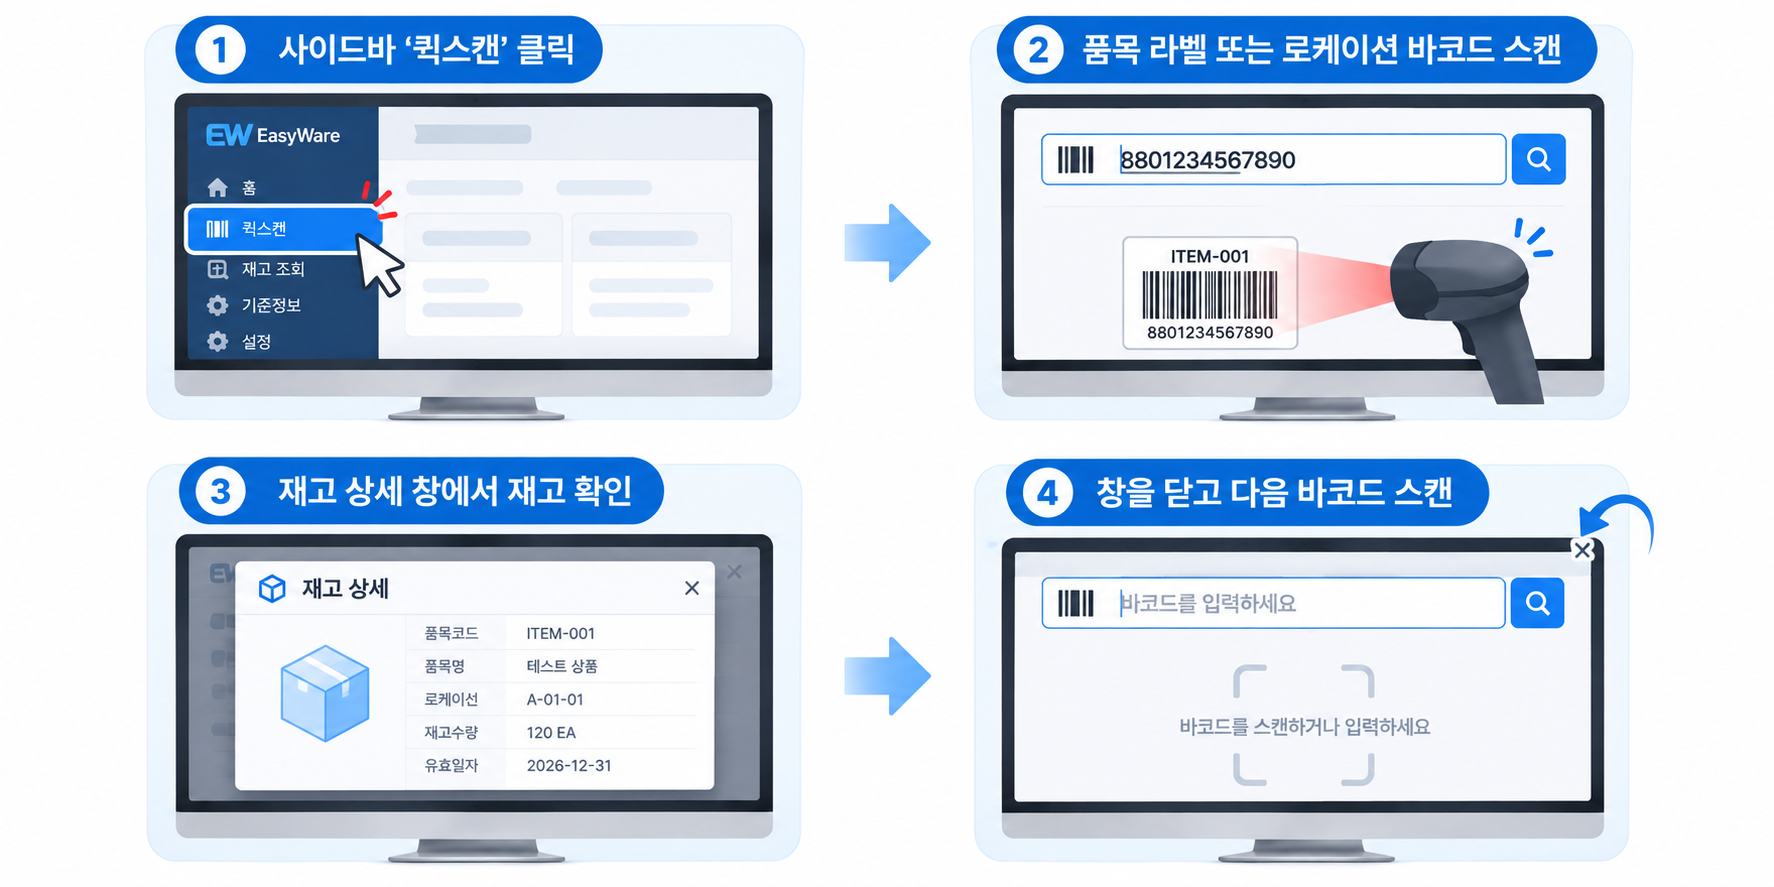 1 사이드바 ‘퀵스캔’ 클릭
EW EasyWare
홈
퀵스캔
재고 조회
기준정보
설정
2 품목 라벨 또는 로케이션 바코드 스캔
8801234567890
ITEM-001
8801234567890
3 재고 상세 창에서 재고 확인
EW
재고 상세
품목코드 ITEM-001
품목명 테스트 상품
로케이션 A-01-01
재고수량 120 EA
유효일자 2026-12-31
4 창을 닫고 다음 바코드 스캔
바코드를 입력하세요
바코드를 스캔하거나 입력하세요